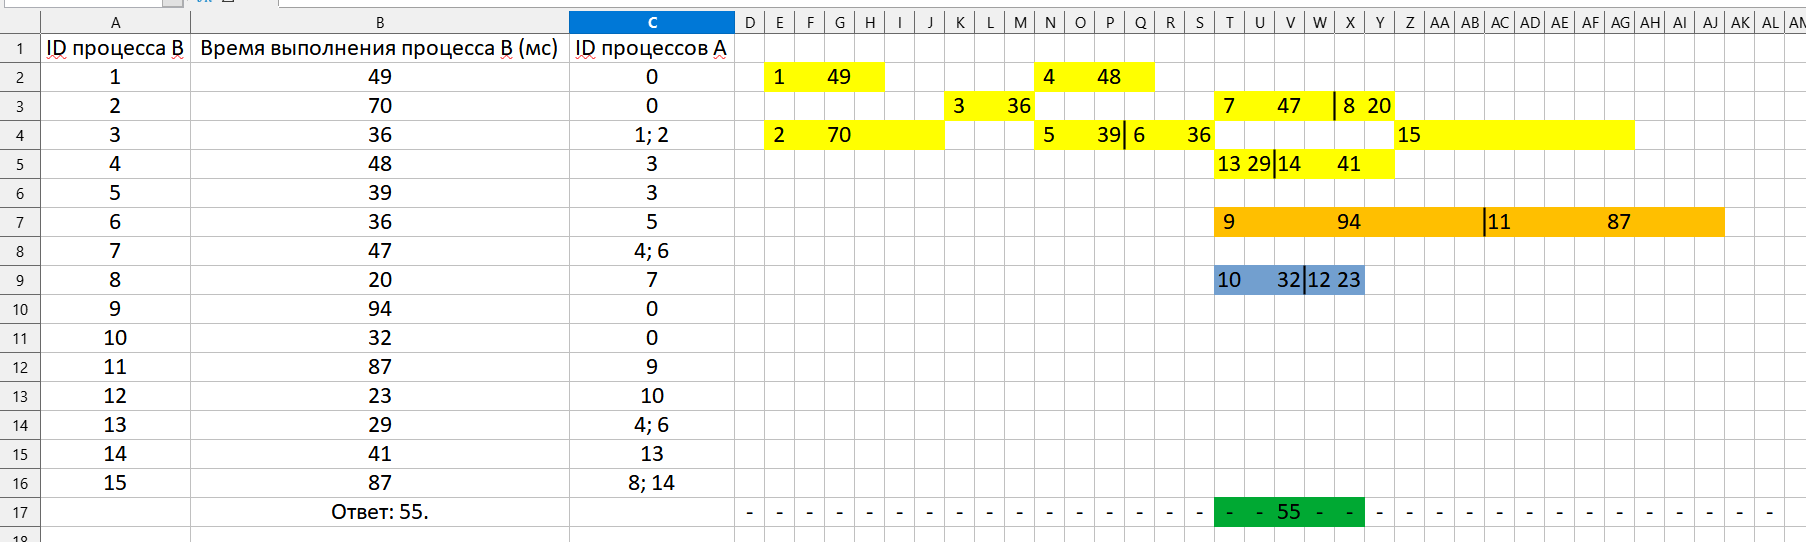 A B C D E F G H I J K L M N O P Q R S T U V W X Y Z AA AB AC AD AE AF AG AH AI AJ AK AL AM
1 ID процесса B Время выполнения процесса B (мс) ID процессов A
2 1 49 0 1 49 4 48
3 2 70 0 3 36 7 47 8 20
4 3 36 1; 2 2 70 5 39 6 36 15
5 4 48 3 13 29 14 41
6 5 39 3
7 6 36 5 9 94 11 87
8 7 47 4; 6
9 8 20 7 10 32 12 23
10 9 94 0
11 10 32 0
12 11 87 9
13 12 23 10
14 13 29 4; 6
15 14 41 13
16 15 87 8; 14
17 Ответ: 55. - - - - - - - - - - - - - - - - - - 55 - - - - - - - - - - - - - - - -
18